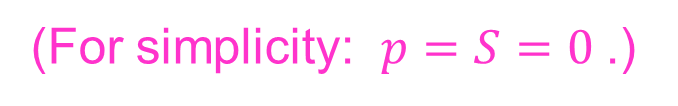 (For simplicity: p = S = 0 .)